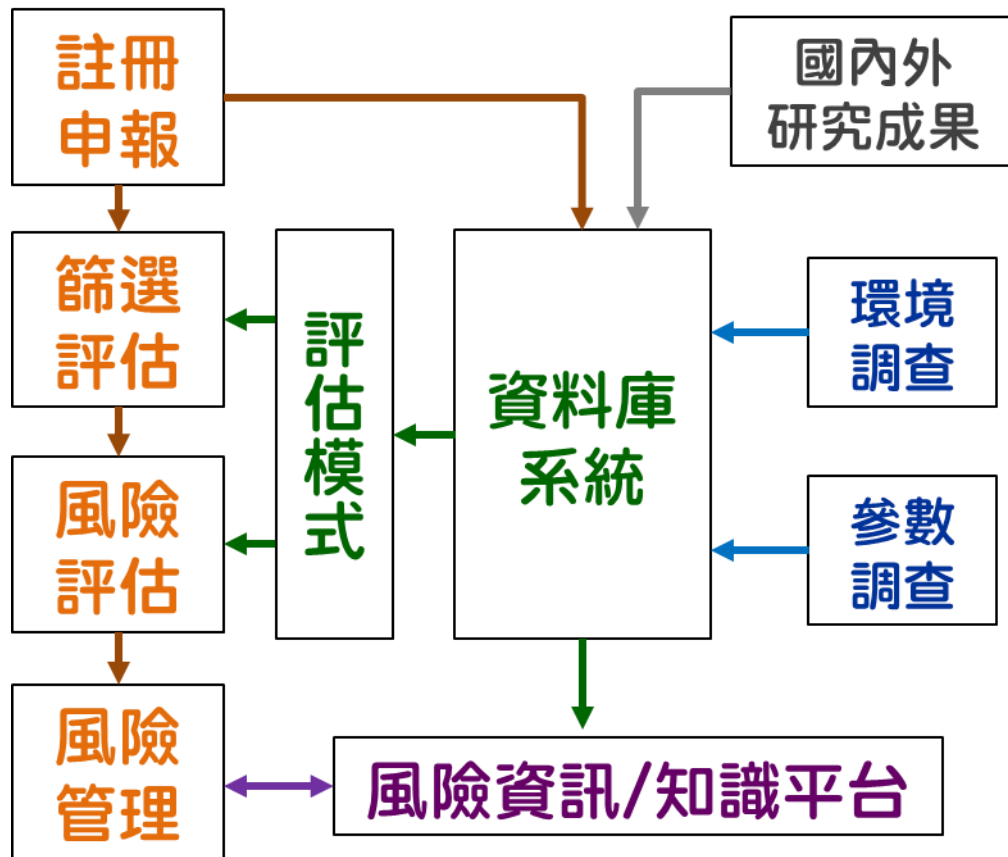 註冊
申報
國內外
研究成果
篩選
評估
評估模式
資料庫
系統
環境
調查
風險
評估
參數
調查
風險
管理
風險資訊/知識平台